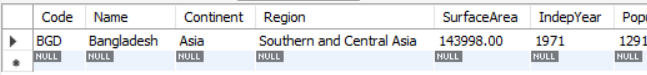 Code Name Continent Region SurfaceArea IndepYear Popu
BGD Bangladesh Asia Southern and Central Asia 143998.00 1971 1291
NULL NULL NULL NULL NULL NULL NULL